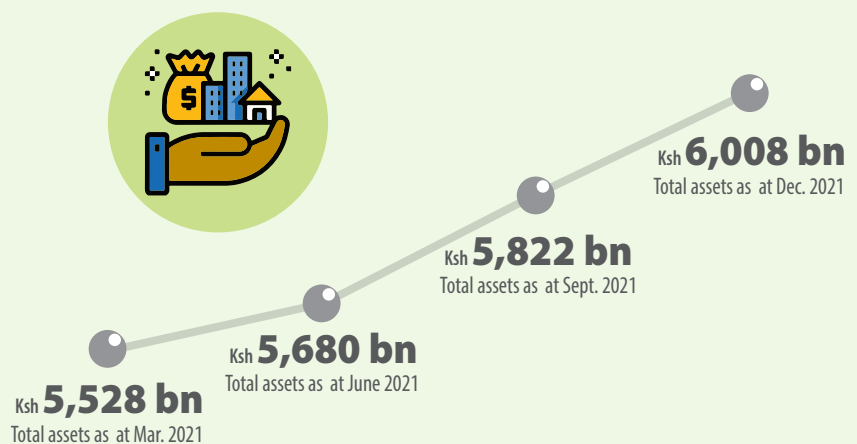 $
Ksh 6,008 bn
Total assets as at Dec. 2021
Ksh 5,822 bn
Total assets as at Sept. 2021
Ksh 5,680 bn
Total assets as at June 2021
Ksh 5,528 bn
Total assets as at Mar. 2021